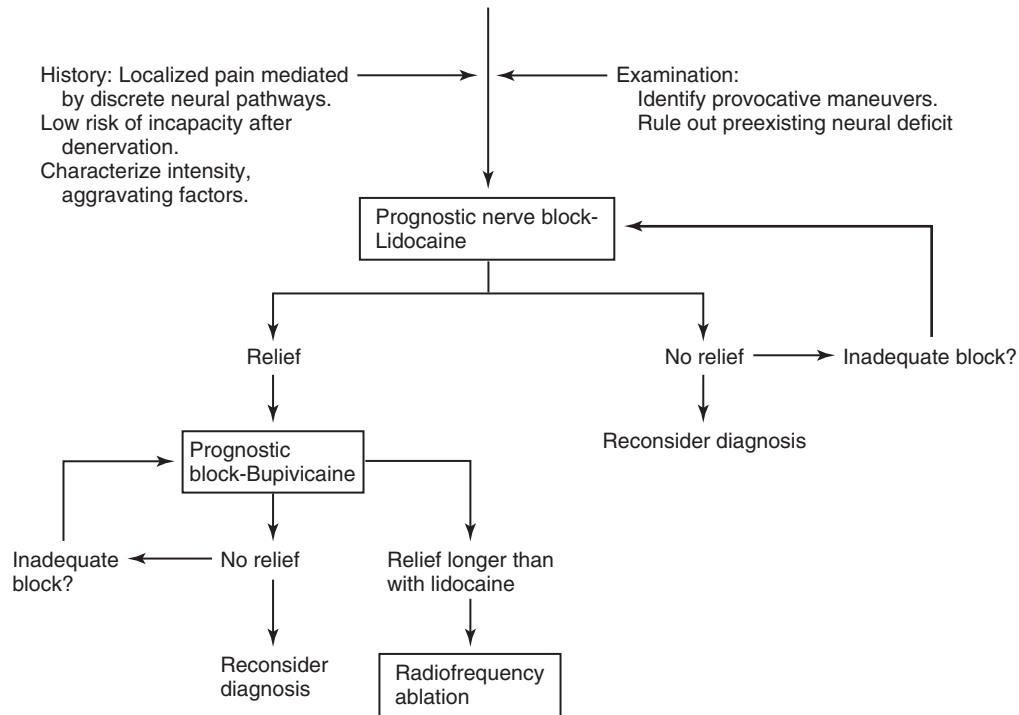 History: Localized pain mediated
by discrete neural pathways.
Low risk of incapacity after
denervation.
Characterize intensity,
aggravating factors.
Examination:
Identify provocative maneuvers.
Rule out preexisting neural deficit
Prognostic nerve block-
Lidocaine
Relief
No relief
Inadequate block?
Reconsider diagnosis
Prognostic
block-Bupivicaine
Inadequate
block?
No relief
Relief longer than
with lidocaine
Reconsider
diagnosis
Radiofrequency
ablation